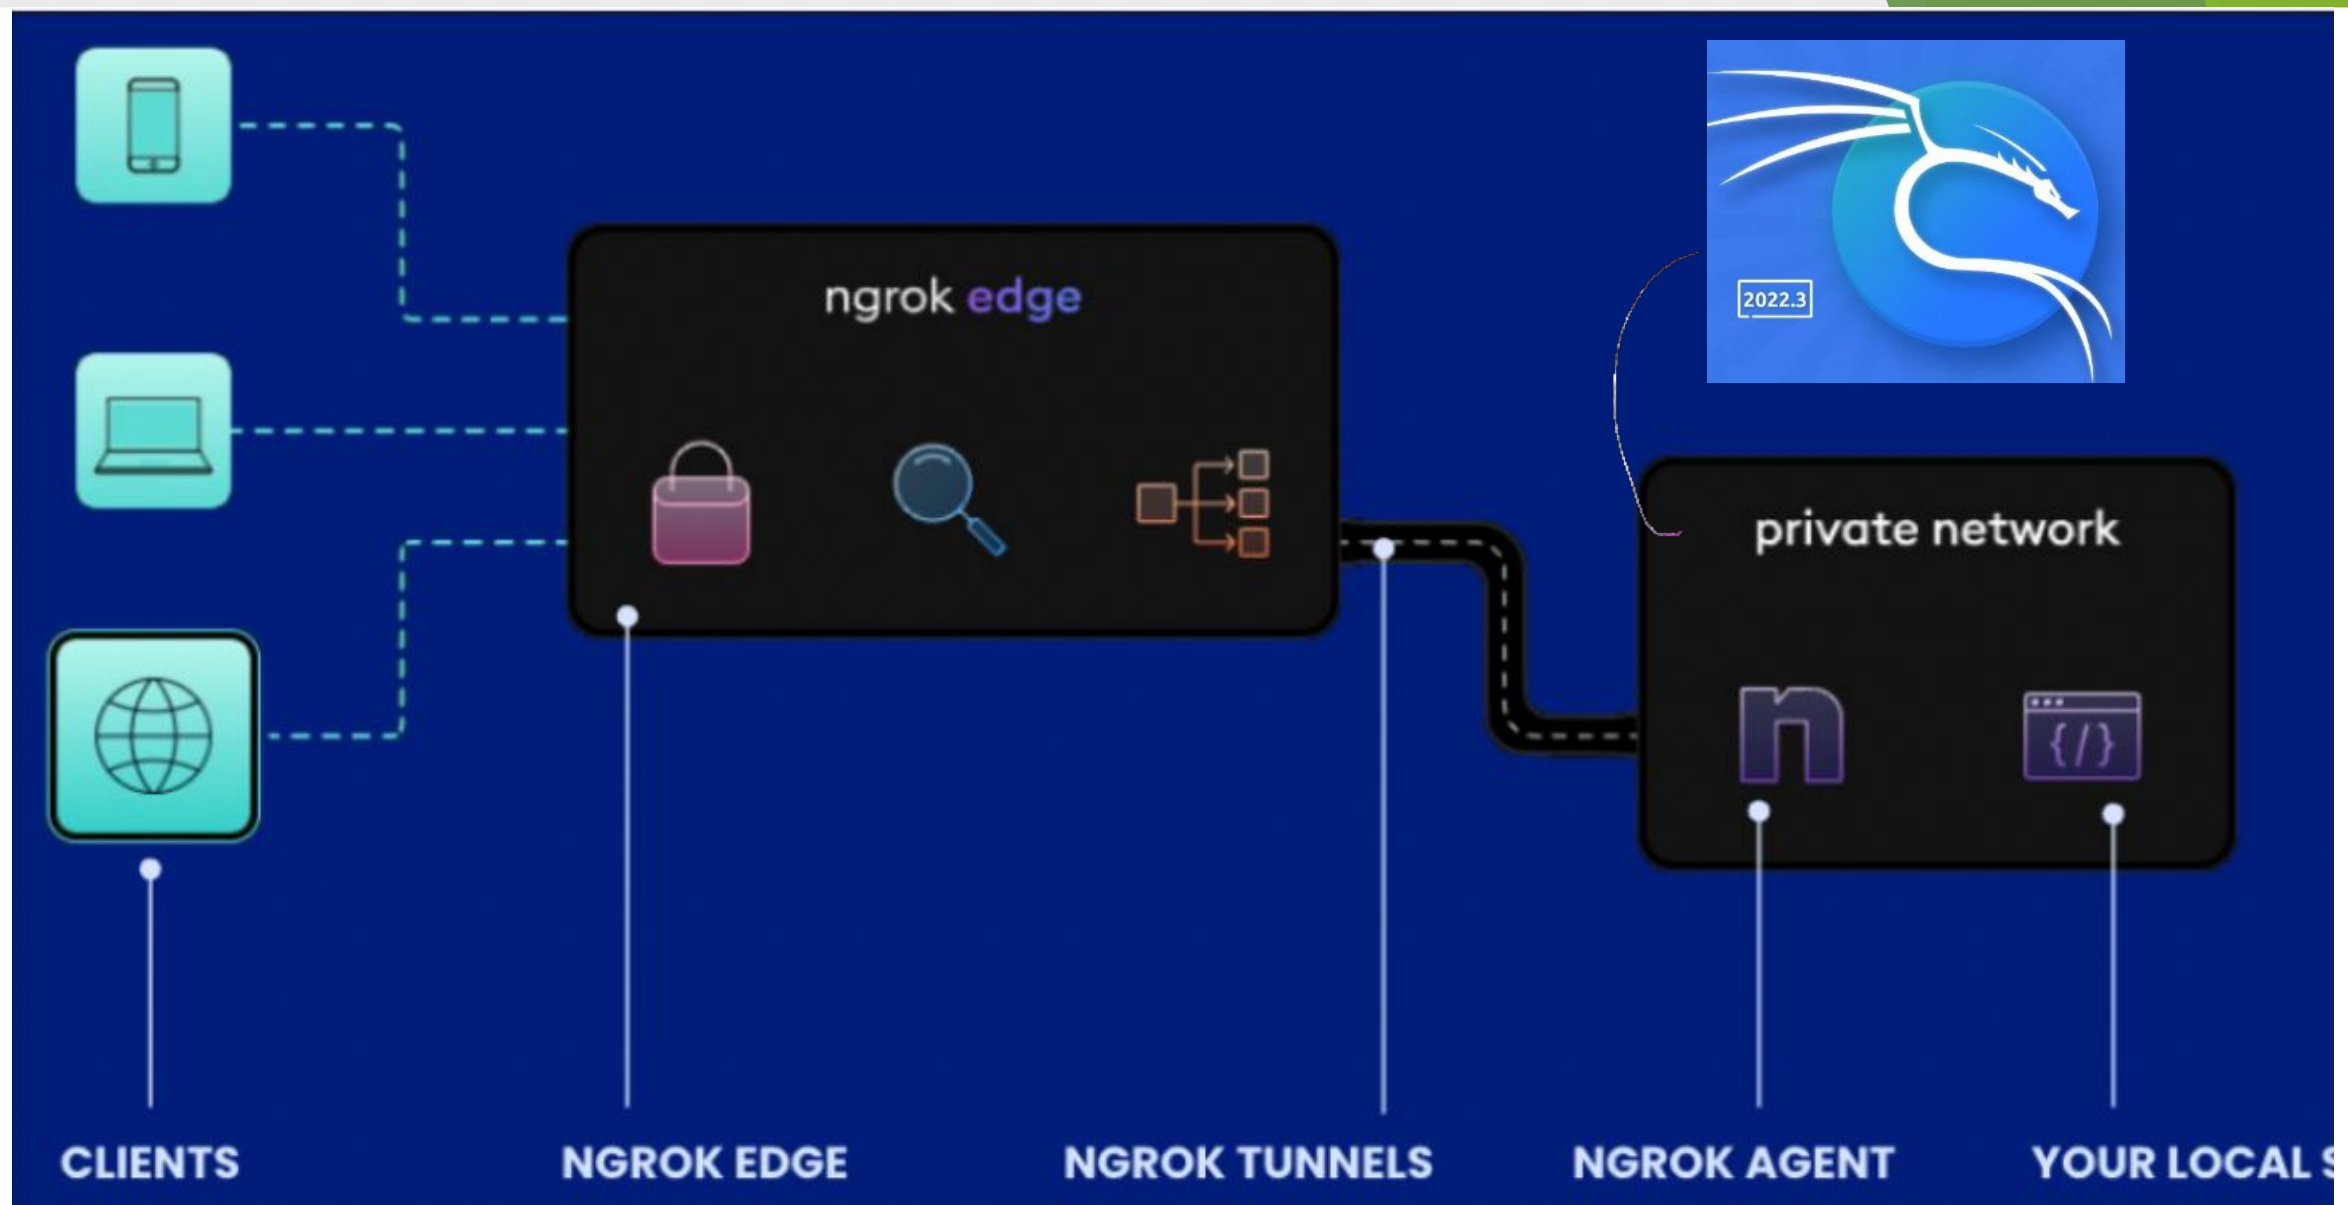 ngrok edge
2022.3
private network
n
{/}
CLIENTS
NGROK EDGE
NGROK TUNNELS
NGROK AGENT
YOUR LOCAL S